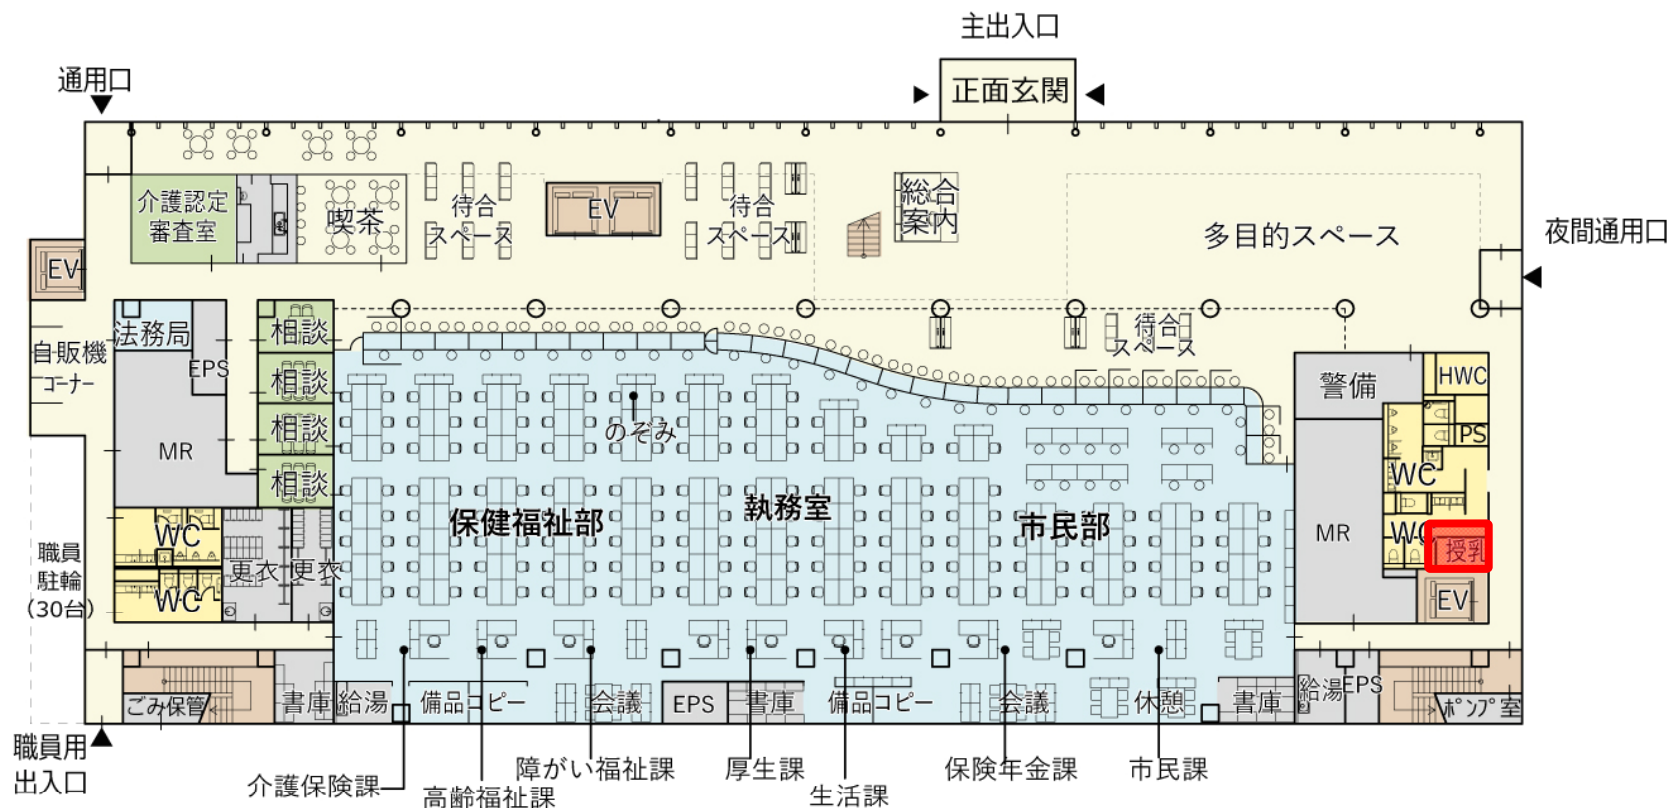 主出入口
通用口
正面玄関
介護認定
審査室
喫茶
待合
スペース
EV
待合
スペース
総合
案内
多目的スペース
夜間通用口
EV
法務局
自販機
コーナー
EPS
相談
相談
相談
相談
MR
待合
スペース
警備
HWC
PS
WC
のぞみ
保健福祉部
執務室
市民部
MR
WC
授乳
EV
職員
駐輪
(30台)
WC
WC
更衣
更衣
ごみ保管
書庫
給湯
備品コピー
会議
EPS
書庫
備品コピー
会議
休憩
書庫
給湯
EPS
ポンプ室
職員用
出入口
介護保険課
高齢福祉課
障がい福祉課
厚生課
生活課
保険年金課
市民課